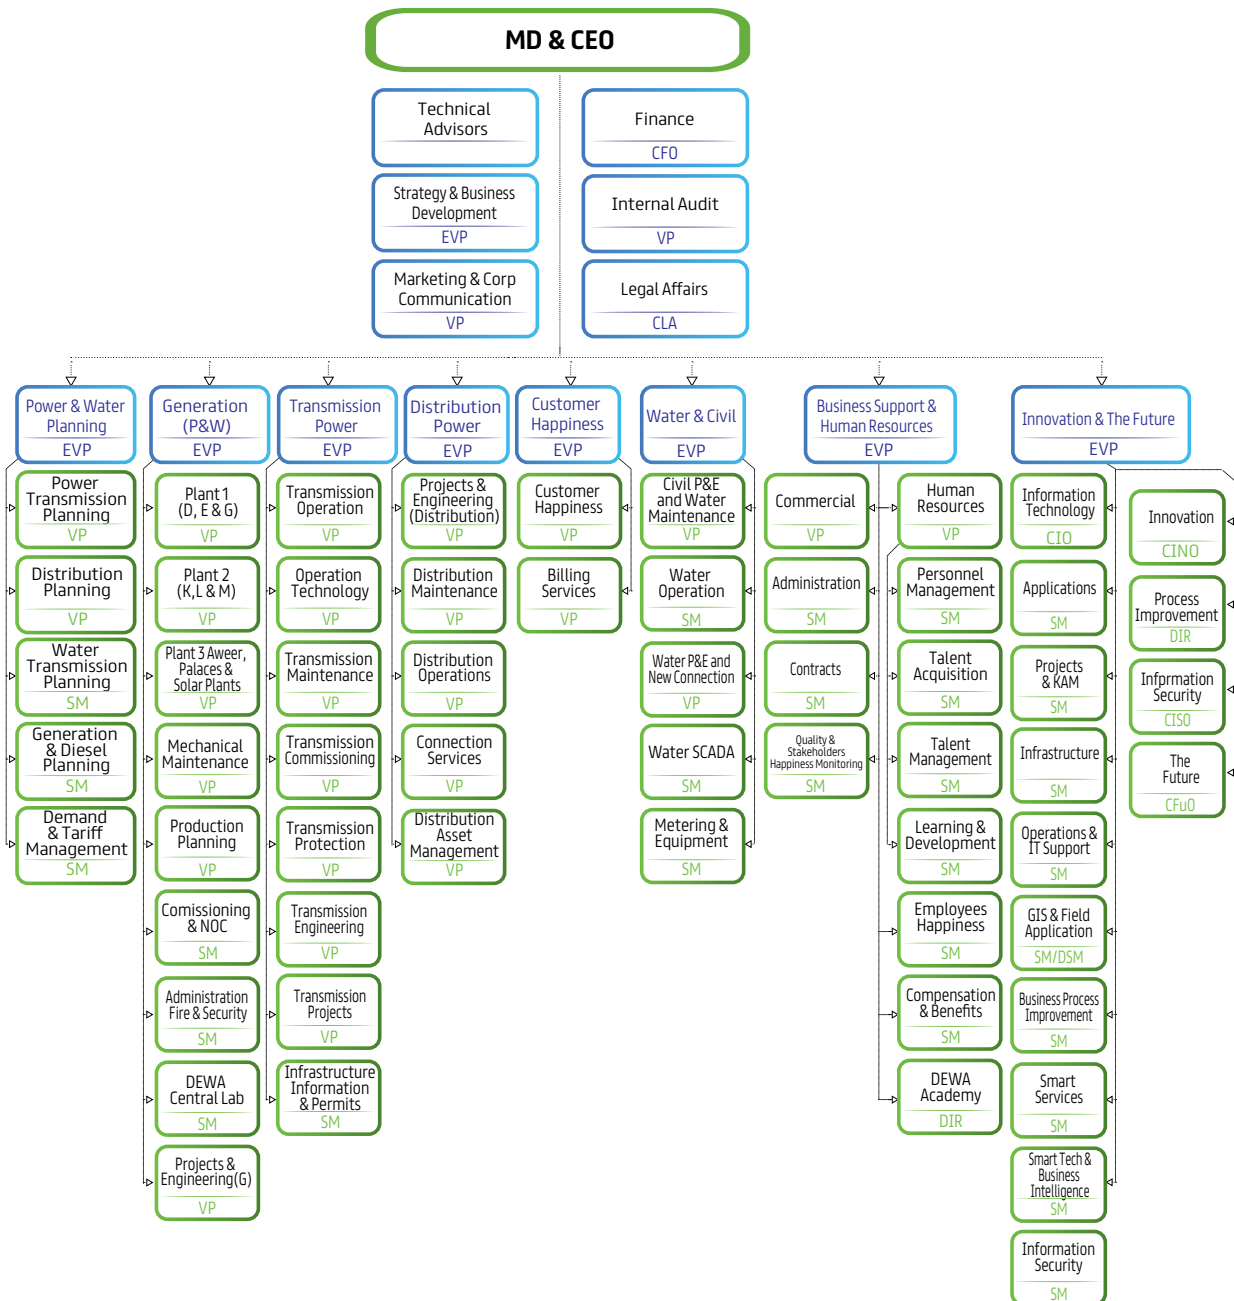 MD & CEO
Technical
Advisors
Finance
CFO
Strategy & Business
Development
EVP
Internal Audit
VP
Marketing & Corp
Communication
VP
Legal Affairs
CLA
Power & Water
Planning
EVP
Power
Transmission
Planning
VP
Distribution
Planning
VP
Water
Transmission
Planning
SM
Generation
& Diesel
Planning
SM
Demand
& Tariff
Management
SM
Generation
(P&W)
EVP
Plant 1
(D, E & G)
VP
Plant 2
(K,L & M)
VP
Plant 3 Aweer,
Palaces &
Solar Plants
VP
Mechanical
Maintenance
VP
Production
Planning
VP
Comissioning
& NOC
SM
Administration
Fire & Security
SM
DEWA
Central Lab
SM
Projects &
Engineering(G)
VP
Transmission
Power
EVP
Transmission
Operation
VP
Operation
Technology
VP
Transmission
Maintenance
VP
Transmission
Commissioning
VP
Transmission
Protection
VP
Transmission
Engineering
VP
Transmission
Projects
VP
Infrastructure
Information
& Permits
SM
Distribution
Power
EVP
Projects &
Engineering
(Distribution)
VP
Distribution
Maintenance
VP
Distribution
Operations
VP
Connection
Services
VP
Distribution
Asset
Management
VP
Customer
Happiness
EVP
Customer
Happiness
VP
Billing
Services
VP
Water & Civil
EVP
Civil P&E
and Water
Maintenance
VP
Water
Operation
SM
Water P&E and
New Connection
VP
Water SCADA
SM
Metering &
Equipment
SM
Business Support &
Human Resources
EVP
Commercial
VP
Administration
SM
Contracts
SM
Quality &
Stakeholders
Happiness Monitoring
SM
Human
Resources
VP
Personnel
Management
SM
Talent
Acquisition
SM
Talent
Management
SM
Learning &
Development
SM
Employees
Happiness
SM
Compensation
& Benefits
SM
DEWA
Academy
DIR
Innovation & The Future
EVP
Information
Technology
CIO
Applications
SM
Projects
& KAM
SM
Infrastructure
SM
Operations &
IT Support
SM
GIS & Field
Application
SM/DSM
Business Process
Improvement
SM
Smart
Services
SM
Smart Tech &
Business
Intelligence
SM
Information
Security
SM
Innovation
CINO
Process
Improvement
DIR
Infprmation
Security
CISO
The
Future
CFuO